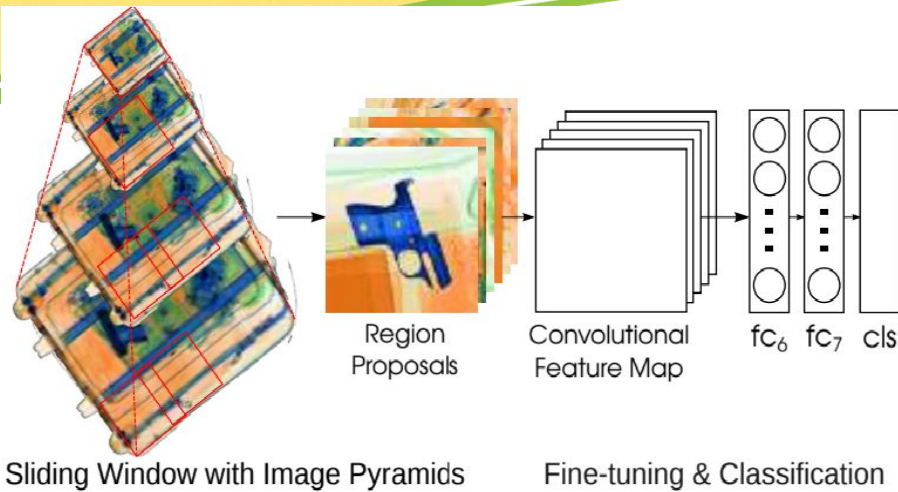 Region
Proposals
Convolutional
Feature Map
fc6 fc7 cls
Sliding Window with Image Pyramids
Fine-tuning & Classification